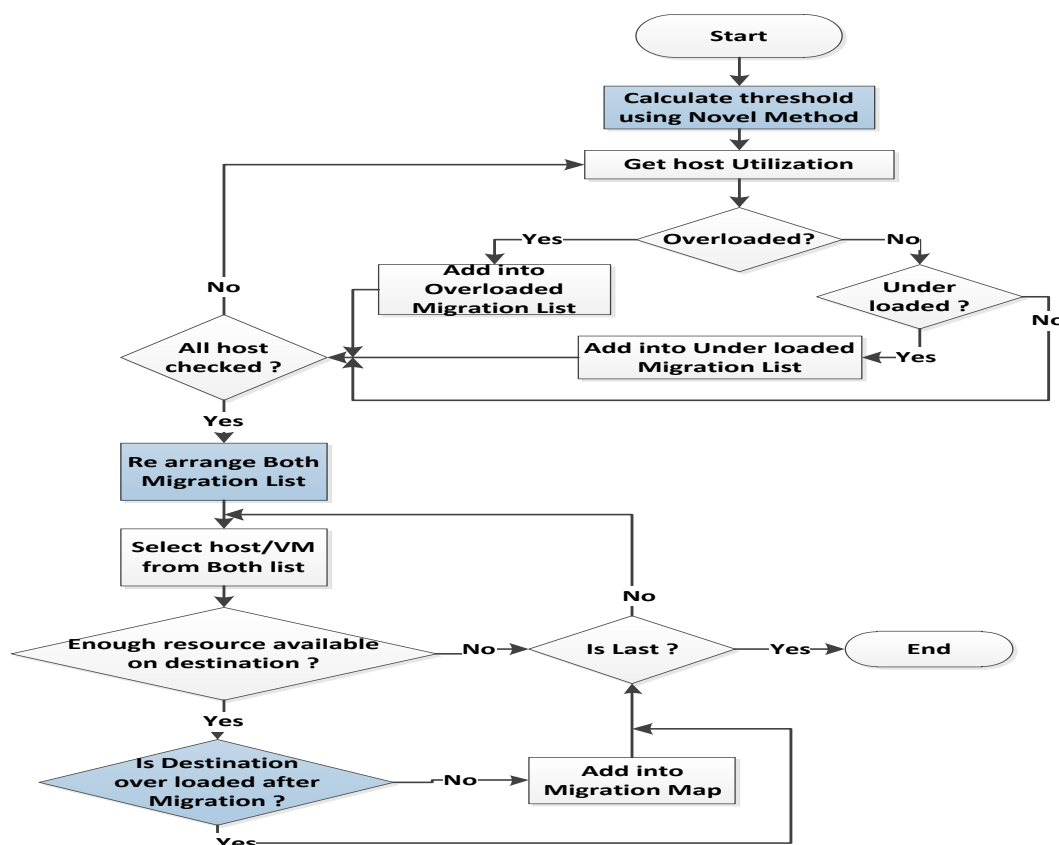 Start
Calculate threshold
using Novel Method
Get host Utilization
Overloaded?
Yes
No
Add into
Overloaded
Migration List
Under
loaded ?
No
No
All host
checked ?
Add into Under loaded
Migration List
Yes
Yes
Re arrange Both
Migration List
Select host/VM
from Both list
No
Enough resource available
on destination ?
No
Is Last ?
Yes
End
Yes
Is Destination
over loaded after
Migration ?
No
Add into
Migration Map
Yes